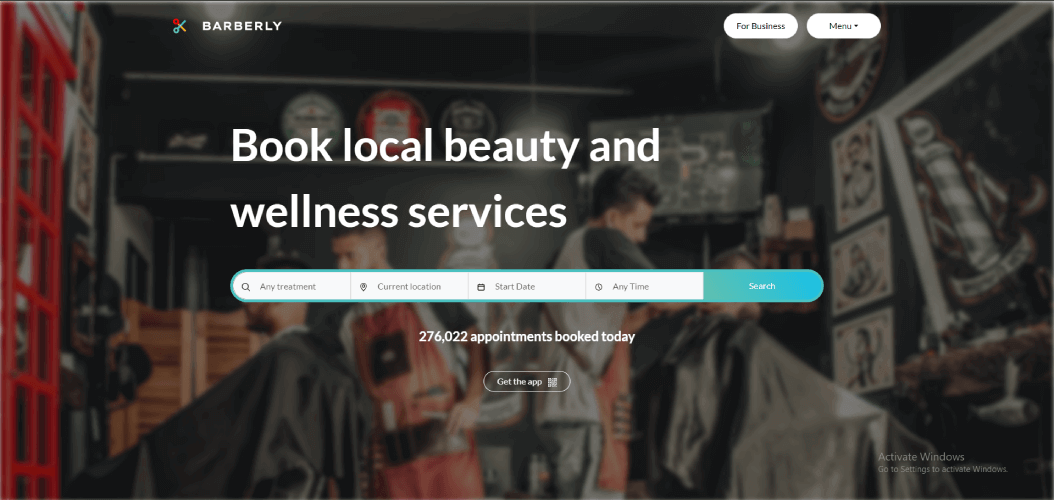 BARBERLY
For Business
Menu
Book local beauty and
wellness services
Any treatment
Current location
Start Date
Any Time
Search
276,022 appointments booked today
Get the app
Activate Windows
Go to Settings to activate Windows.